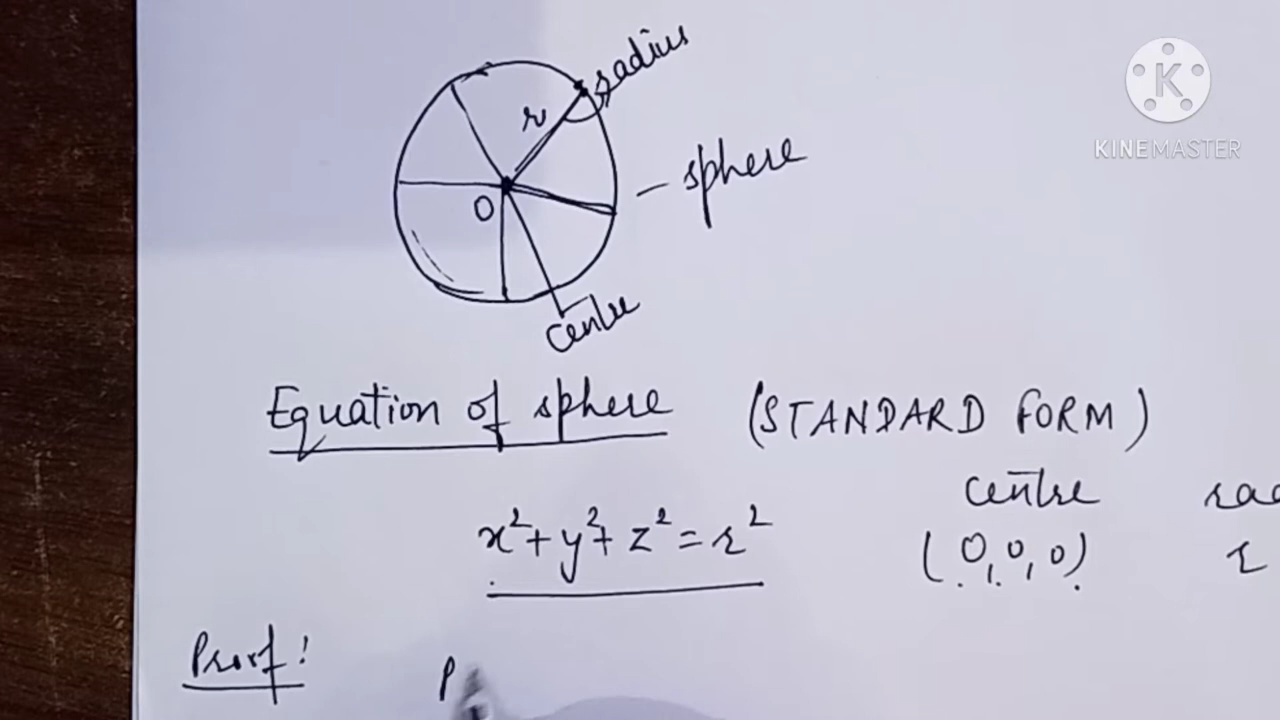 radius
r
KINEMASTER
sphere
O
centre
Equation of sphere (STANDARD FORM)
centre
x²+y²+z²=r² (0,0,0) r
Proof:
P